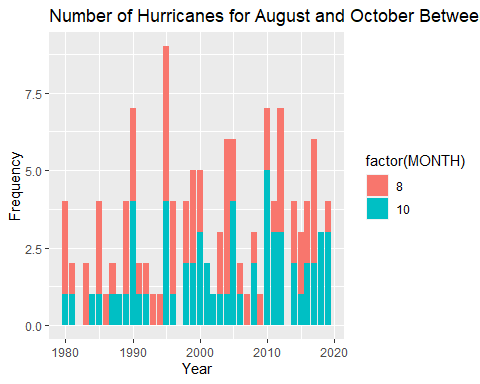 Number of Hurricanes for August and October Betwee
7.5
5.0
2.5
0.0
Frequency
1980 1990 2000 2010 2020
Year
factor(MONTH)
8
10